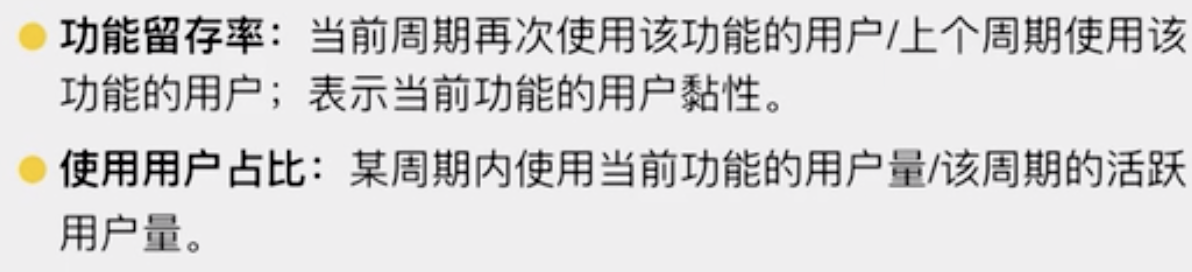 功能留存率：当前周期再次使用该功能的用户/上个周期使用该
功能的用户；表示当前功能的用户黏性。
使用用户占比：某周期内使用当前功能的用户量/该周期的活跃
用户量。